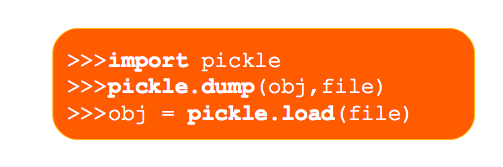 >>>import pickle
>>>pickle.dump(obj,file)
>>>obj = pickle.load(file)